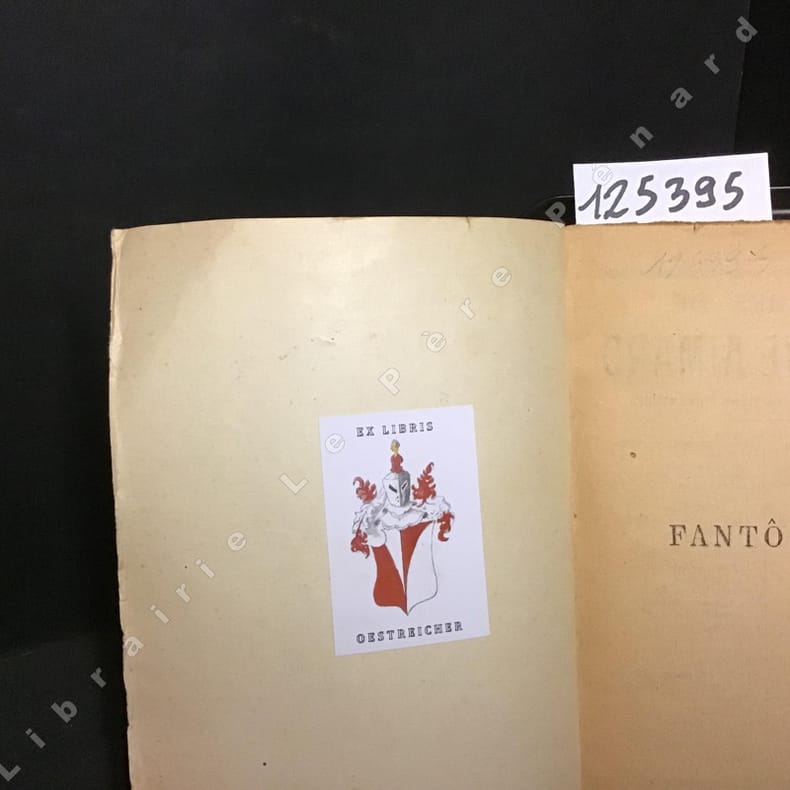 125395
EX LIBRIS
OESTREICHER
FANTÔ
Librairie Le Père Pénard